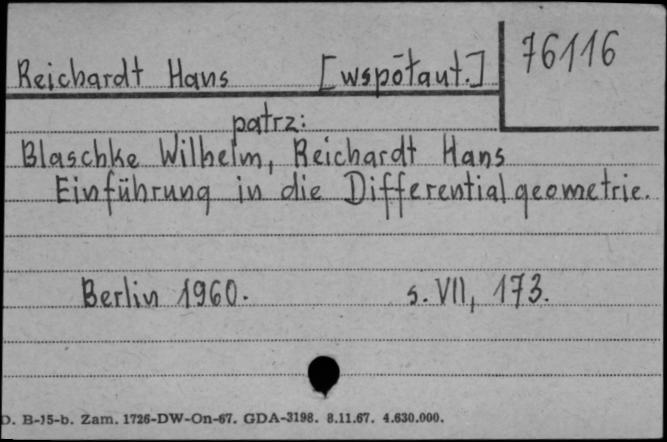 Reichardt Hans [współaut.] 76116
patrz:
Blaschke Wilhelm, Reichardt Hans
Einführung in die Differentialgeometrie.
Berlin 1960. s. VII, 173.
D. B-15-b. Zam. 1726-DW-On-67. GDA-3198. 8.11.67. 4.630.000.